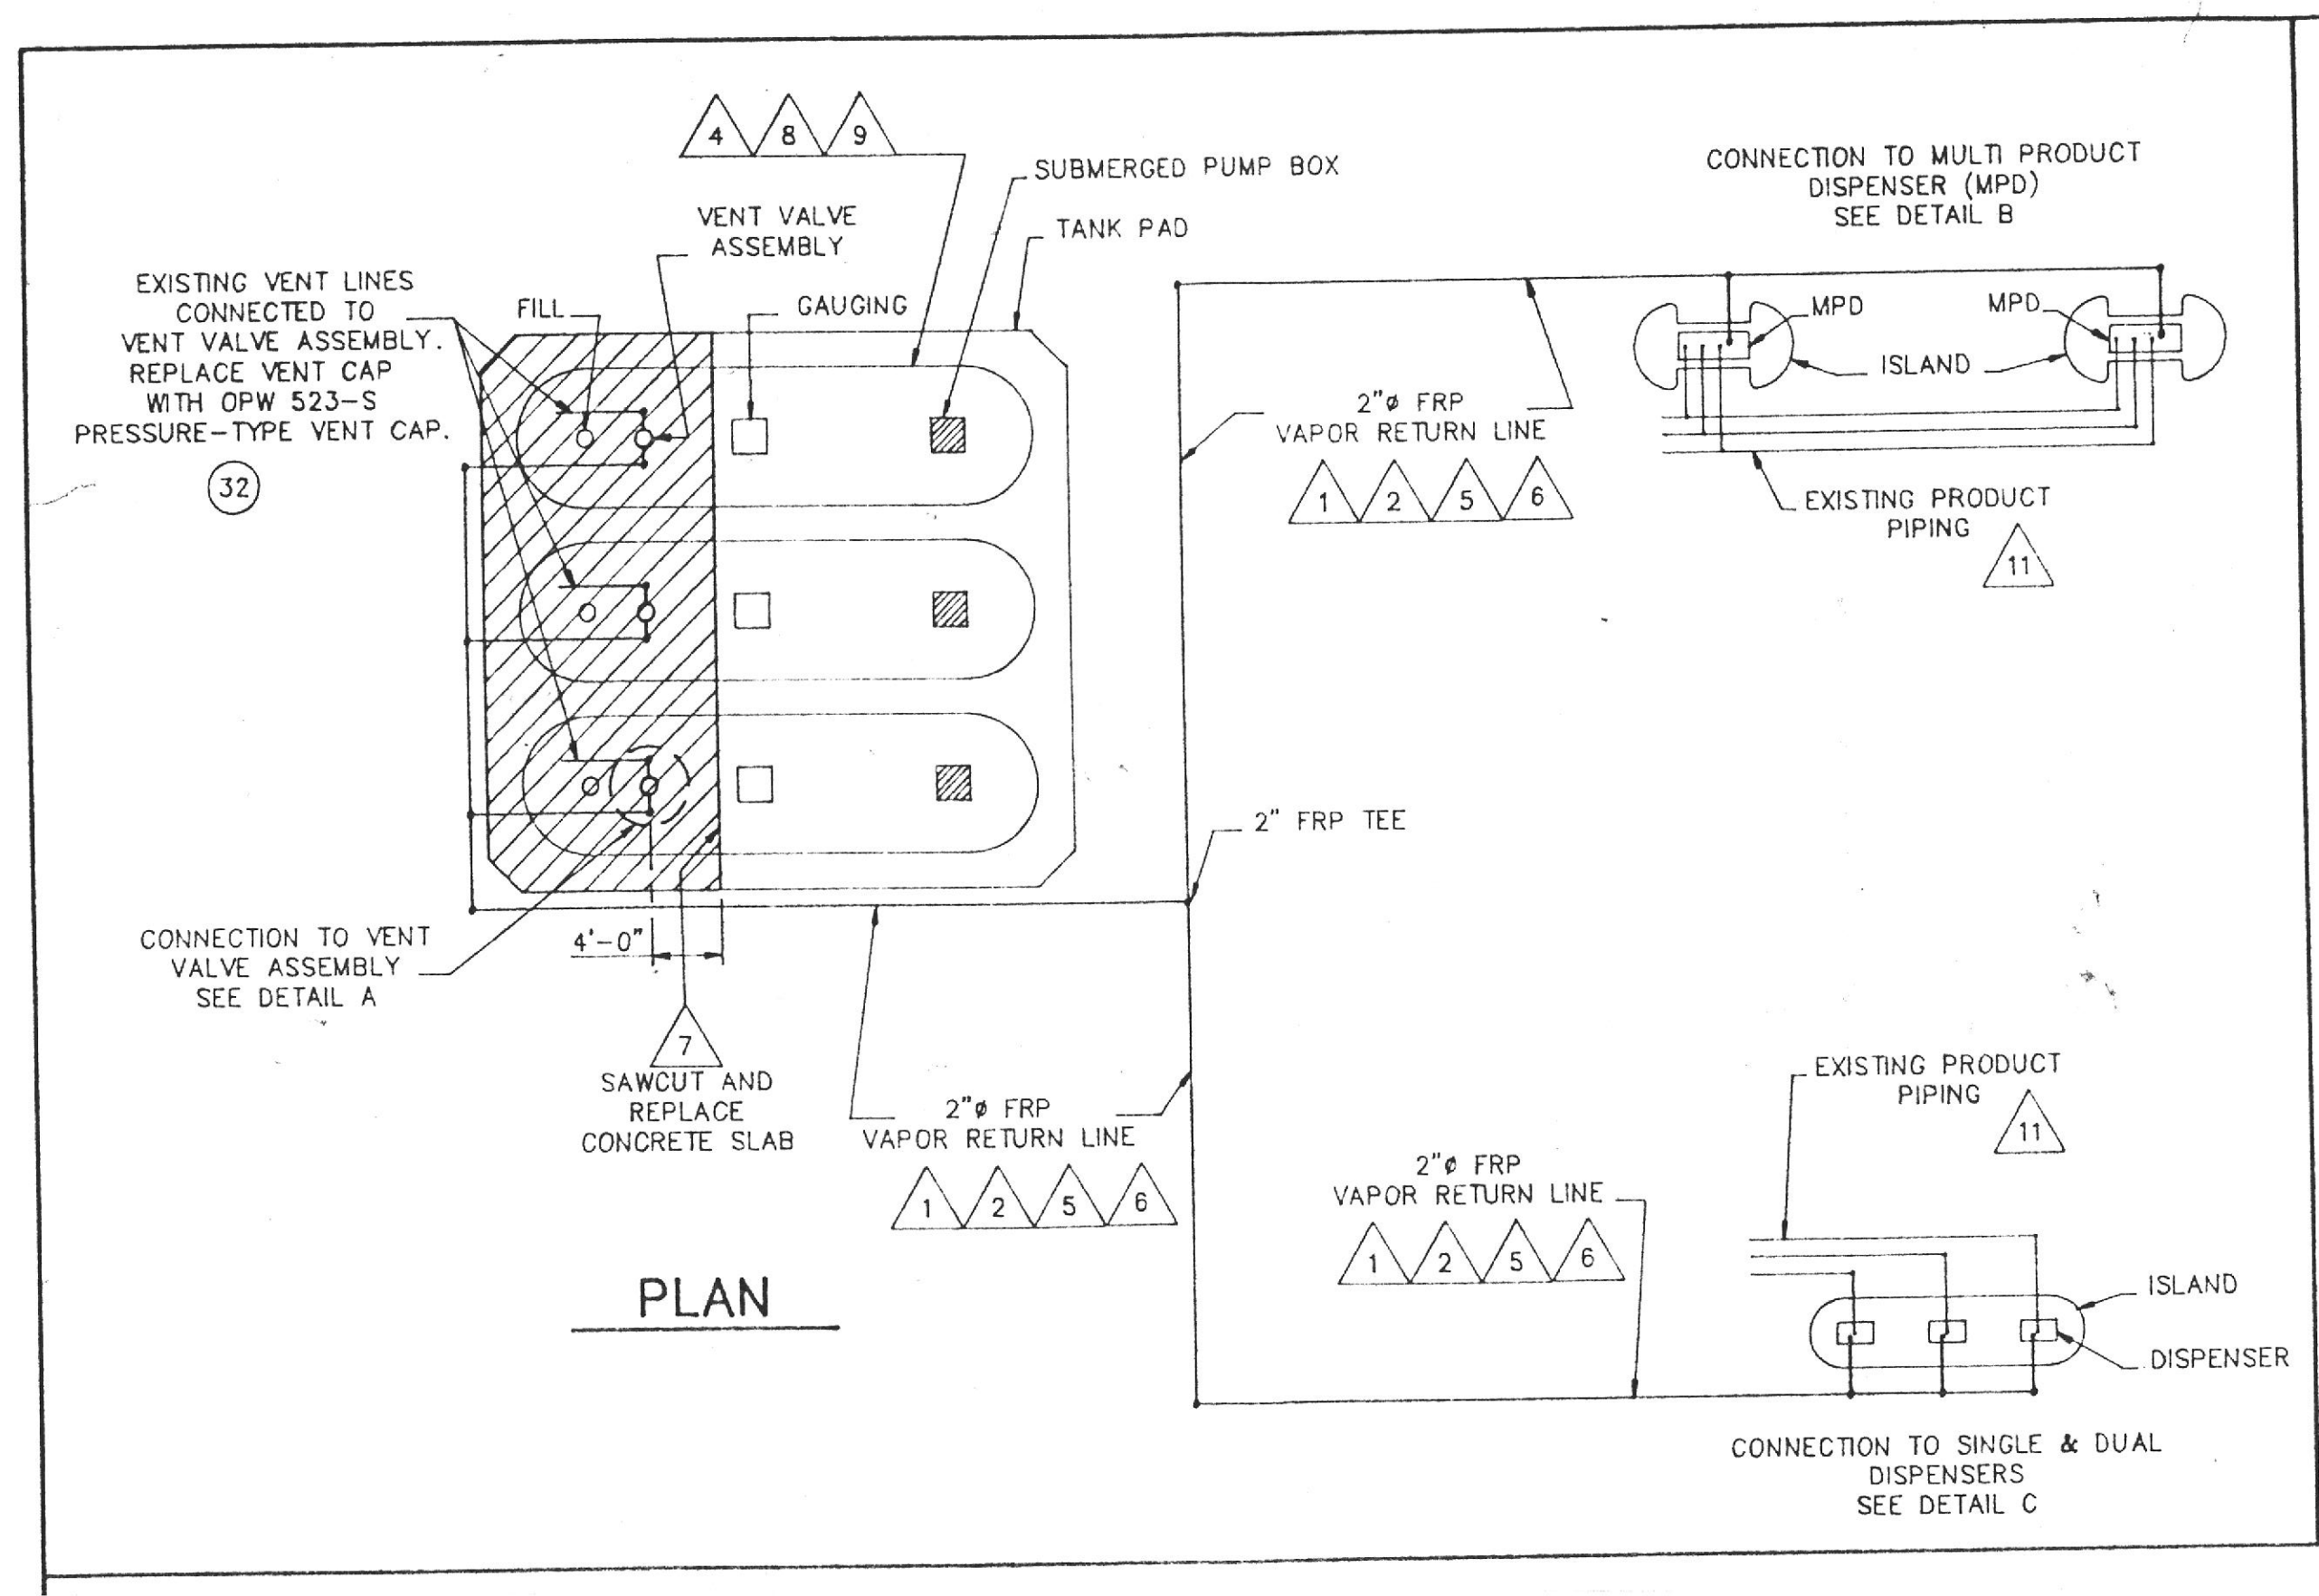 4 8 9
SUBMERGED PUMP BOX
VENT VALVE
ASSEMBLY
TANK PAD
EXISTING VENT LINES
CONNECTED TO
VENT VALVE ASSEMBLY.
REPLACE VENT CAP
WITH OPW 523-S
PRESSURE-TYPE VENT CAP.
32
FILL
GAUGING
CONNECTION TO MULTI PRODUCT
DISPENSER (MPD)
SEE DETAIL B
MPD
MPD
ISLAND
2"ø FRP
VAPOR RETURN LINE
1 2 5 6
EXISTING PRODUCT
PIPING
11
2" FRP TEE
CONNECTION TO VENT
VALVE ASSEMBLY
SEE DETAIL A
4'-0"
7
SAWCUT AND
REPLACE
CONCRETE SLAB
2"ø FRP
VAPOR RETURN LINE
1 2 5 6
EXISTING PRODUCT
PIPING
11
2"ø FRP
VAPOR RETURN LINE
1 2 5 6
ISLAND
DISPENSER
PLAN
CONNECTION TO SINGLE & DUAL
DISPENSERS
SEE DETAIL C